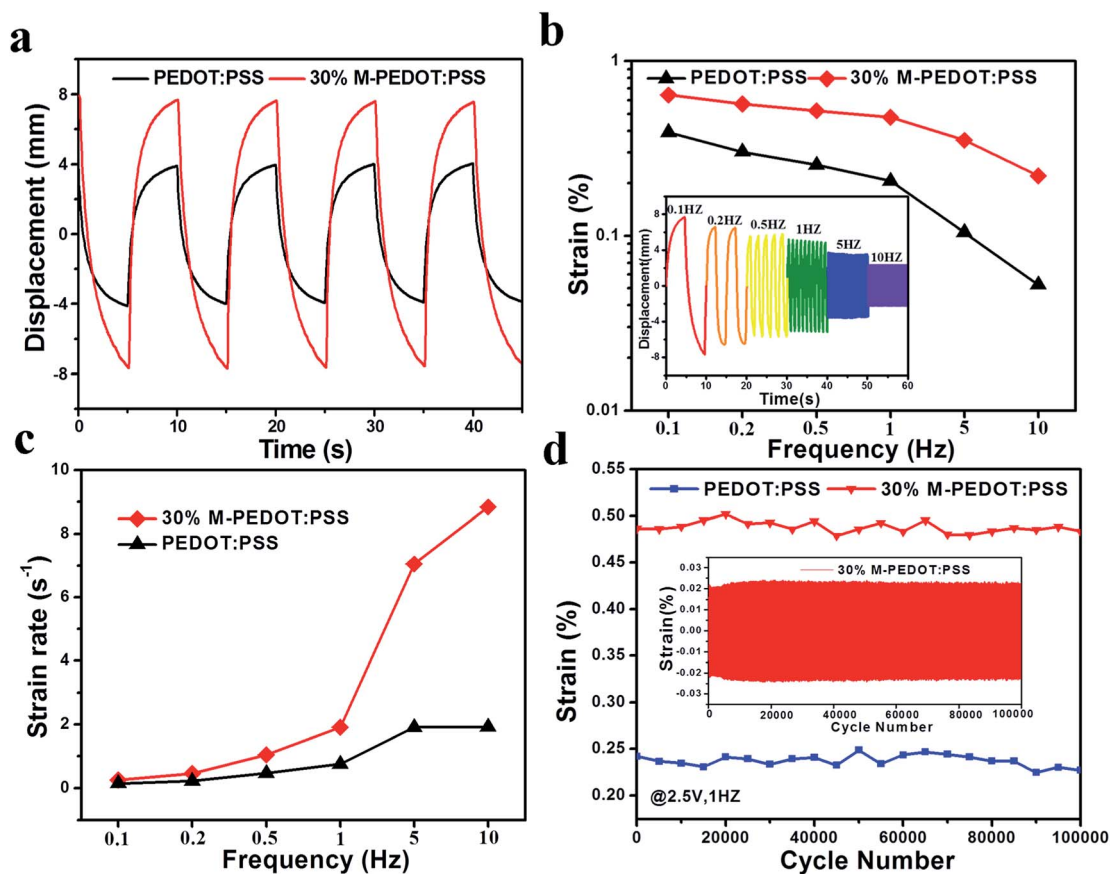 a
PEDOT:PSS 30% M-PEDOT:PSS
Displacement (mm)
8
4
0
-4
-8
0 10 20 30 40
Time (s)
b
PEDOT:PSS 30% M-PEDOT:PSS
Strain (%)
1
0.1
0.01
0.1 0.2 0.5 1 5 10
Frequency (Hz)
Displacement(mm)
8
4
0
-4
-8
0.1HZ
0.2HZ
0.5HZ
1HZ
5HZ
10HZ
0 10 20 30 40 50 60
Time(s)
c
30% M-PEDOT:PSS
PEDOT:PSS
Strain rate (s⁻¹)
10
8
6
4
2
0
0.1 0.2 0.5 1 5 10
Frequency (Hz)
d
PEDOT:PSS 30% M-PEDOT:PSS
Strain (%)
0.55
0.50
0.45
0.40
0.35
0.30
0.25
0.20
30% M-PEDOT:PSS
Strain(%)
0.03
0.02
0.01
0.00
-0.01
-0.02
-0.03
0 20000 40000 60000 80000 100000
Cycle Number
@2.5V,1HZ
0 20000 40000 60000 80000 100000
Cycle Number